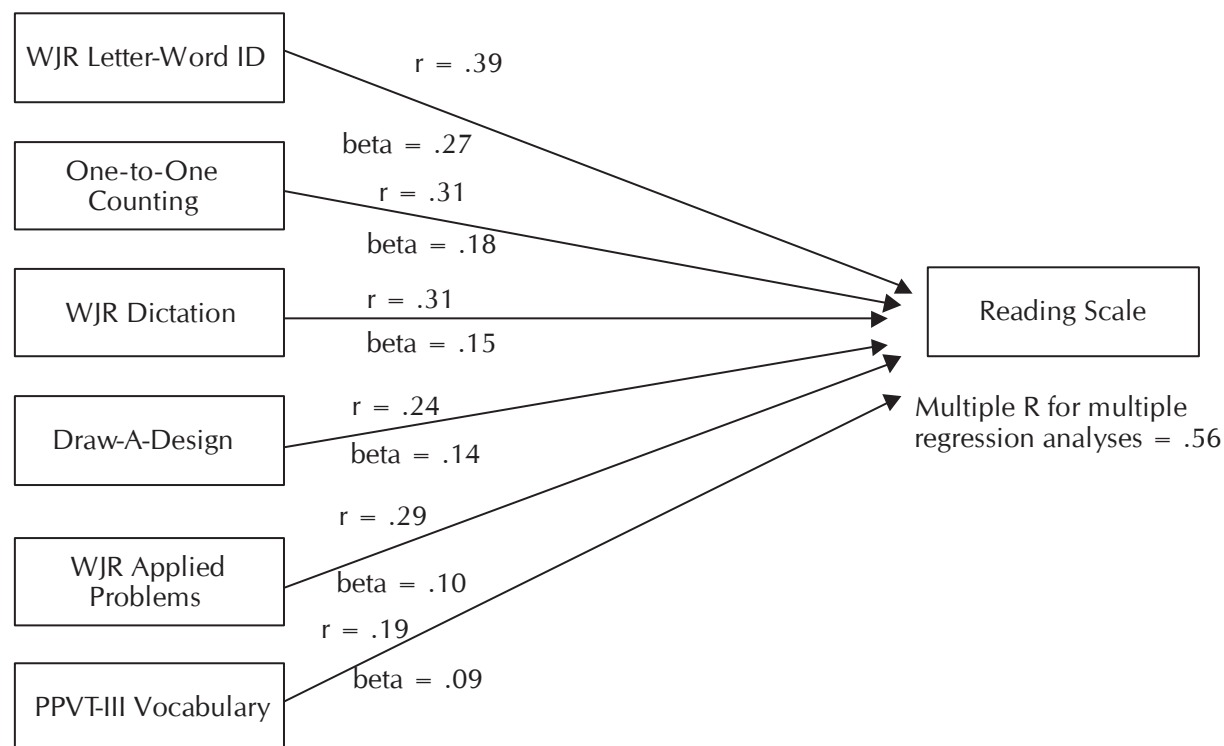 WJR Letter-Word ID
r = .39
beta = .27
One-to-One
Counting
r = .31
beta = .18
WJR Dictation
r = .31
beta = .15
Reading Scale
Draw-A-Design
r = .24
beta = .14
Multiple R for multiple
regression analyses = .56
WJR Applied
Problems
r = .29
beta = .10
PPVT-III Vocabulary
r = .19
beta = .09